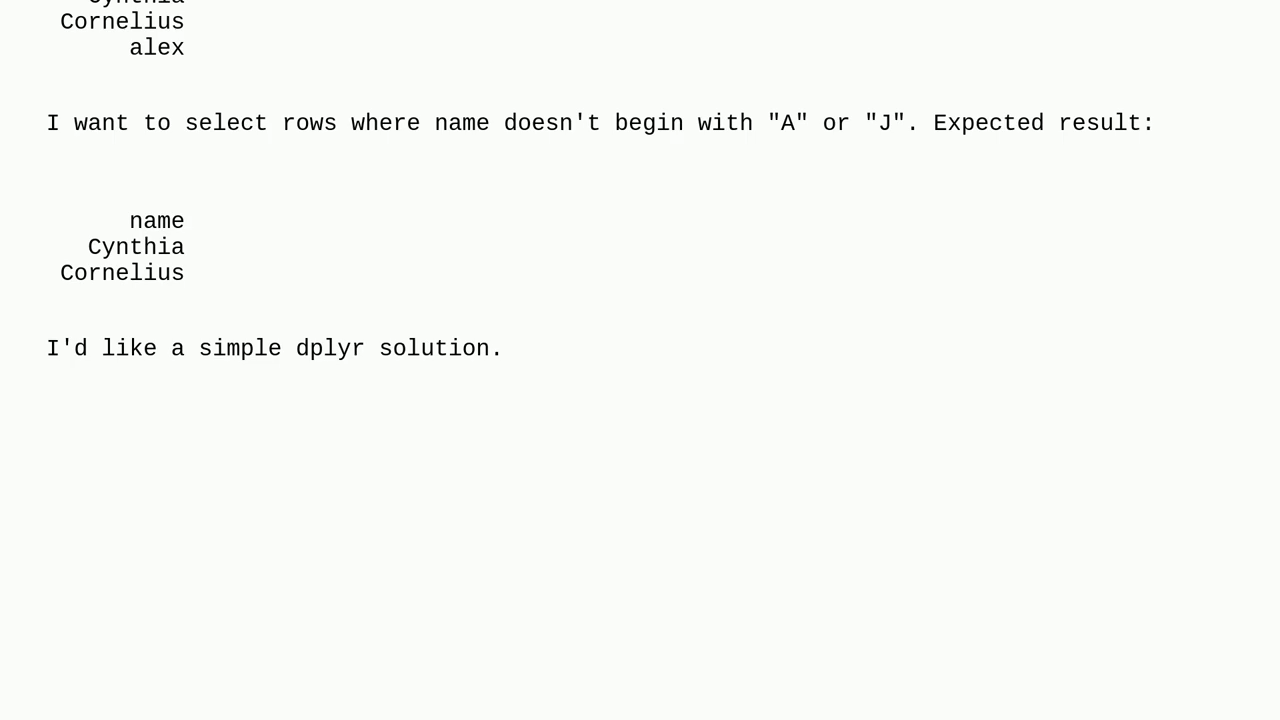 Cynthia
Cornelius
alex
I want to select rows where name doesn't begin with "A" or "J". Expected result:
name
Cynthia
Cornelius
I'd like a simple dplyr solution.